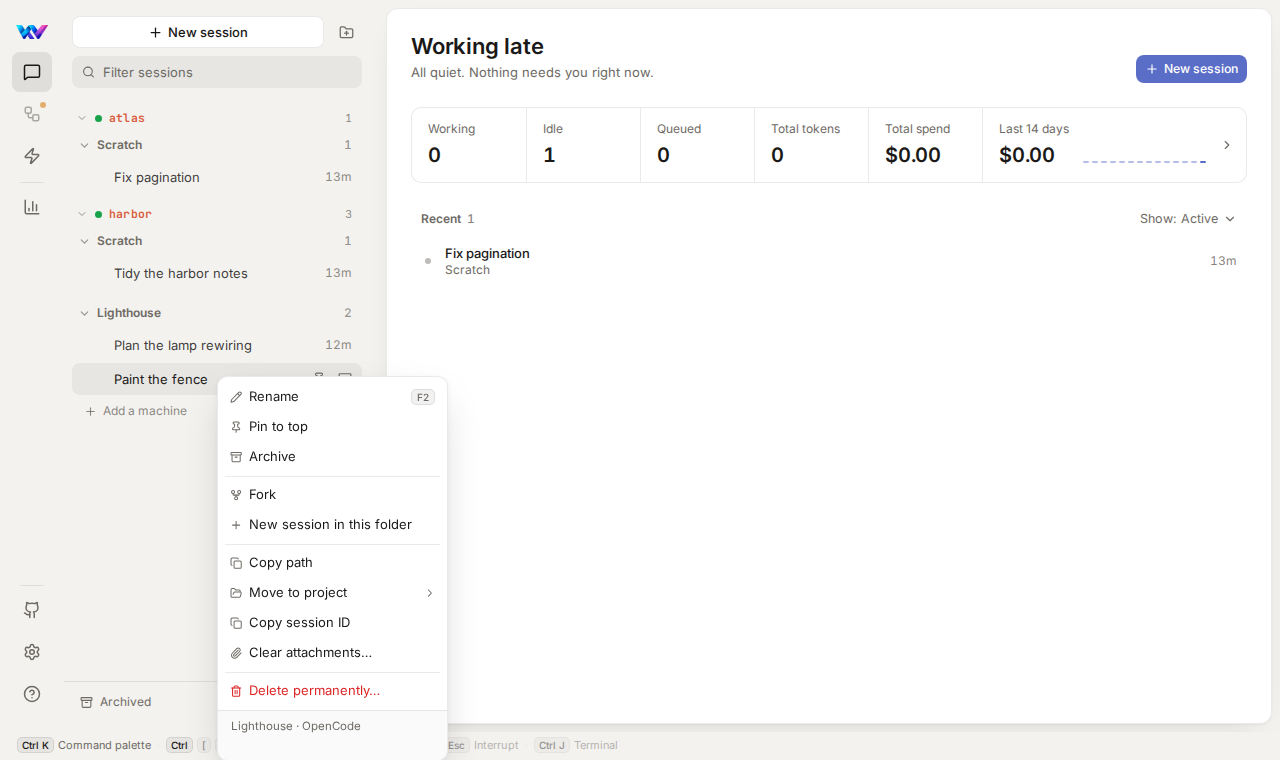 New session
Filter sessions
atlas 1
Scratch 1
Fix pagination 13m
harbor 3
Scratch 1
Tidy the harbor notes 13m
Lighthouse 2
Plan the lamp rewiring 12m
Paint the fence
Add a machine
Archived
Rename F2
Pin to top
Archive
Fork
New session in this folder
Copy path
Move to project
Copy session ID
Clear attachments...
Delete permanently...
Lighthouse · OpenCode
Working late
All quiet. Nothing needs you right now.
New session
Working Idle Queued Total tokens Total spend Last 14 days
0 1 0 0 $0.00 $0.00
Recent 1 Show: Active
Fix pagination
Scratch 13m
Ctrl K Command palette Ctrl [ Esc Interrupt Ctrl J Terminal